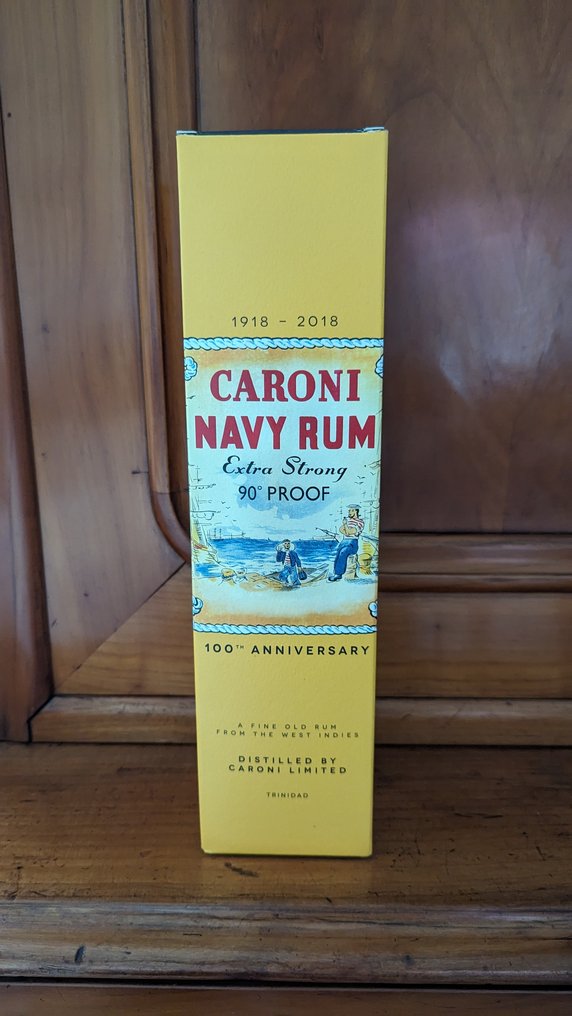 1918 - 2018
CARONI
NAVY RUM
Extra Strong
90° PROOF
100TH ANNIVERSARY
A FINE OLD RUM
FROM THE WEST INDIES
DISTILLED BY
CARONI LIMITED
TRINIDAD